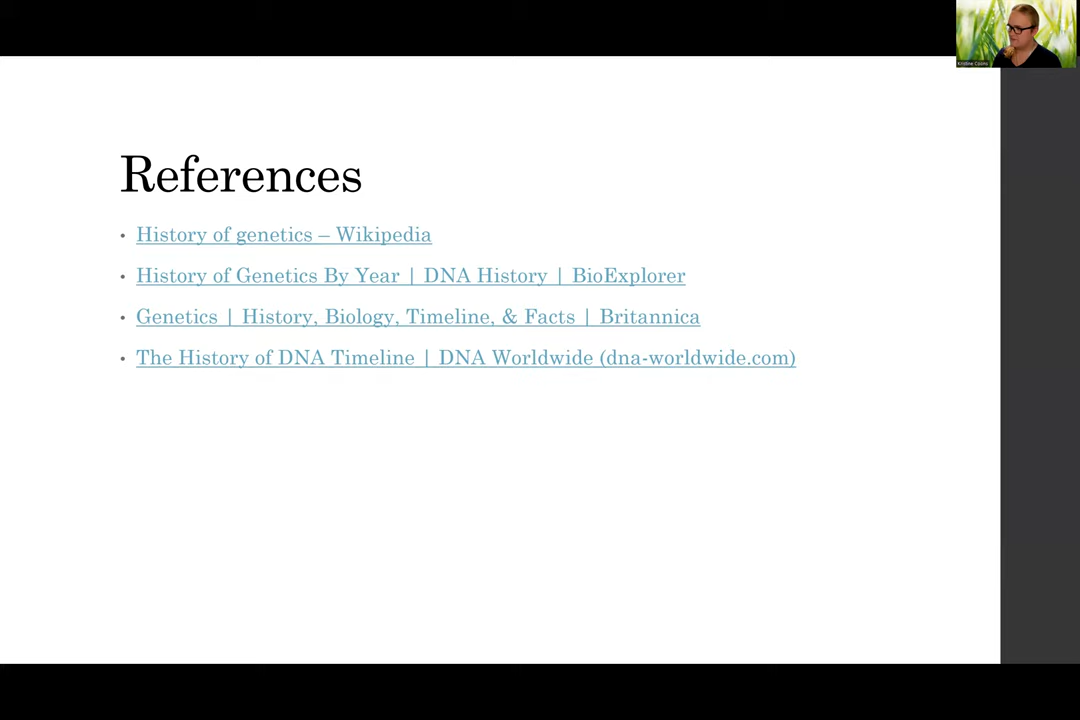 References
• History of genetics – Wikipedia
• History of Genetics By Year | DNA History | BioExplorer
• Genetics | History, Biology, Timeline, & Facts | Britannica
• The History of DNA Timeline | DNA Worldwide (dna-worldwide.com)